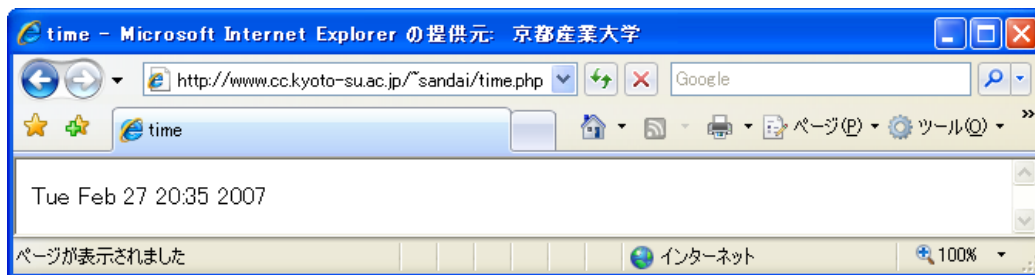 time - Microsoft Internet Explorer の提供元: 京都産業大学
http://www.cc.kyoto-su.ac.jp/~sandai/time.php Google
time ページ(P) ツール(O) »
Tue Feb 27 20:35 2007
ページが表示されました インターネット 100%